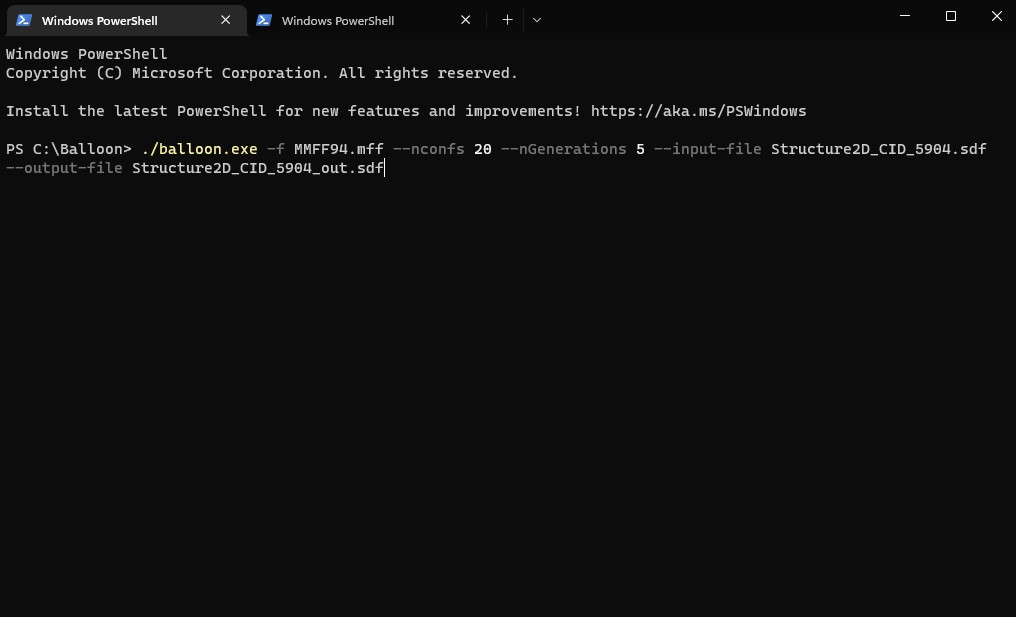 Windows PowerShell
Windows PowerShell
Windows PowerShell
Copyright (C) Microsoft Corporation. All rights reserved.
Install the latest PowerShell for new features and improvements! https://aka.ms/PSWindows
PS C:\Balloon> ./balloon.exe -f MMFF94.mff --nconfs 20 --nGenerations 5 --input-file Structure2D_CID_5904.sdf
--output-file Structure2D_CID_5904_out.sdf